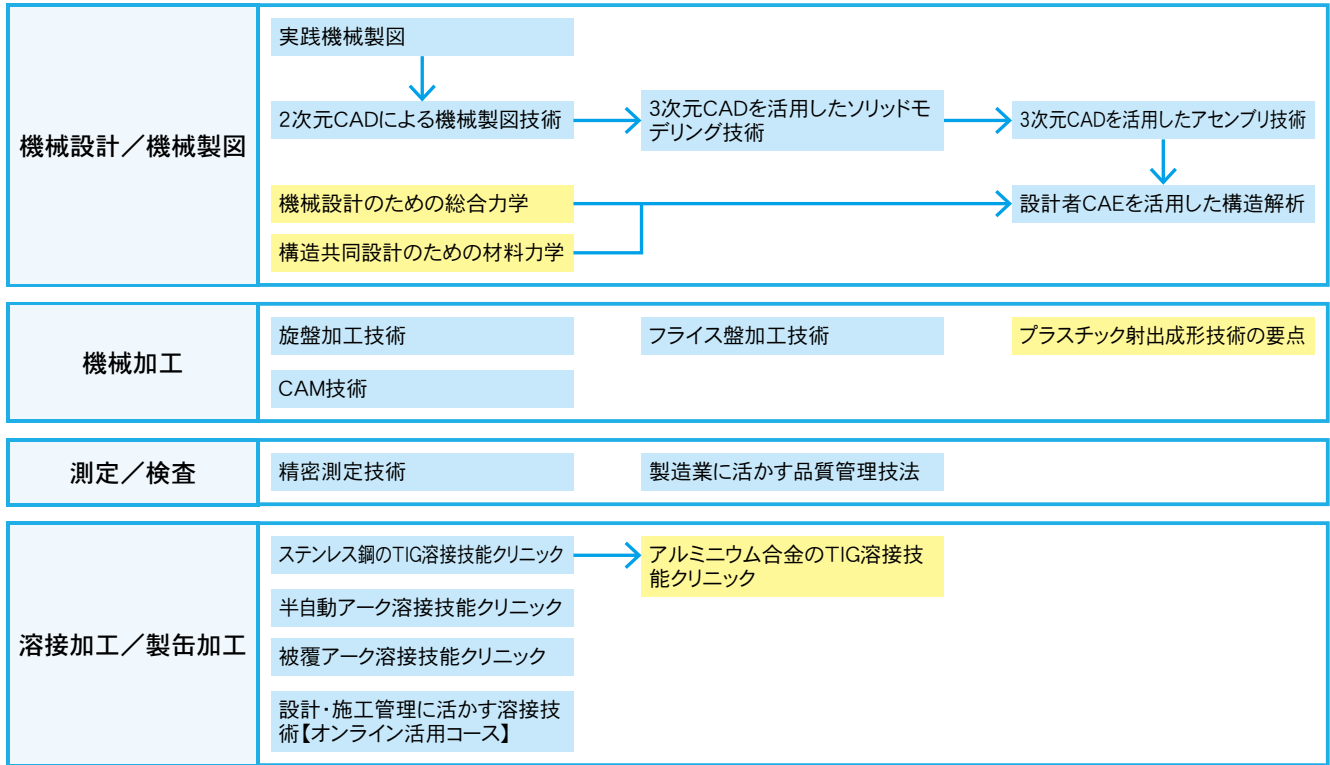 機械設計／機械製図
実践機械製図
2次元CADによる機械製図技術
3次元CADを活用したソリッドモ
デリング技術
3次元CADを活用したアセンブリ技術
機械設計のための総合力学
設計者CAEを活用した構造解析
構造共同設計のための材料力学
機械加工
旋盤加工技術
フライス盤加工技術
プラスチック射出成形技術の要点
CAM技術
測定／検査
精密測定技術
製造業に活かす品質管理技法
溶接加工／製缶加工
ステンレス鋼のTIG溶接技能クリニック
アルミニウム合金のTIG溶接技
能クリニック
半自動アーク溶接技能クリニック
被覆アーク溶接技能クリニック
設計・施工管理に活かす溶接技
術【オンライン活用コース】